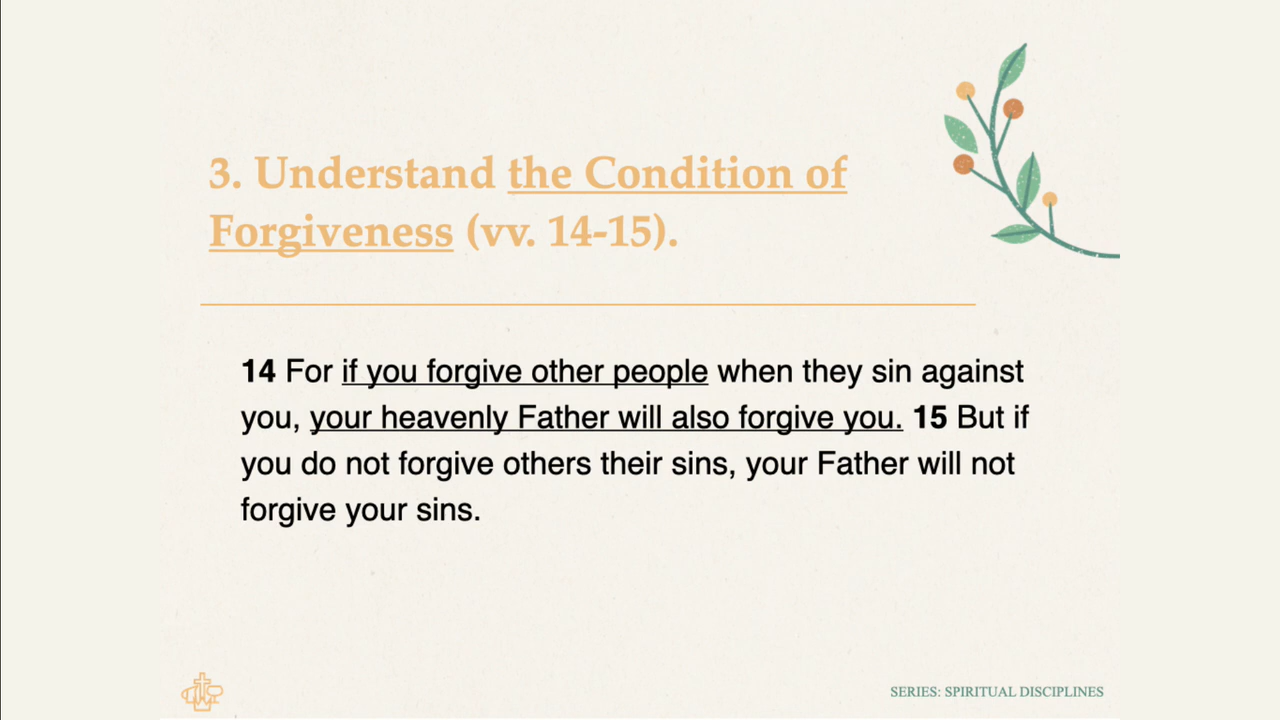 3. Understand the Condition of
Forgiveness (vv. 14-15).
14 For if you forgive other people when they sin against
you, your heavenly Father will also forgive you. 15 But if
you do not forgive others their sins, your Father will not
forgive your sins.
SERIES: SPIRITUAL DISCIPLINES